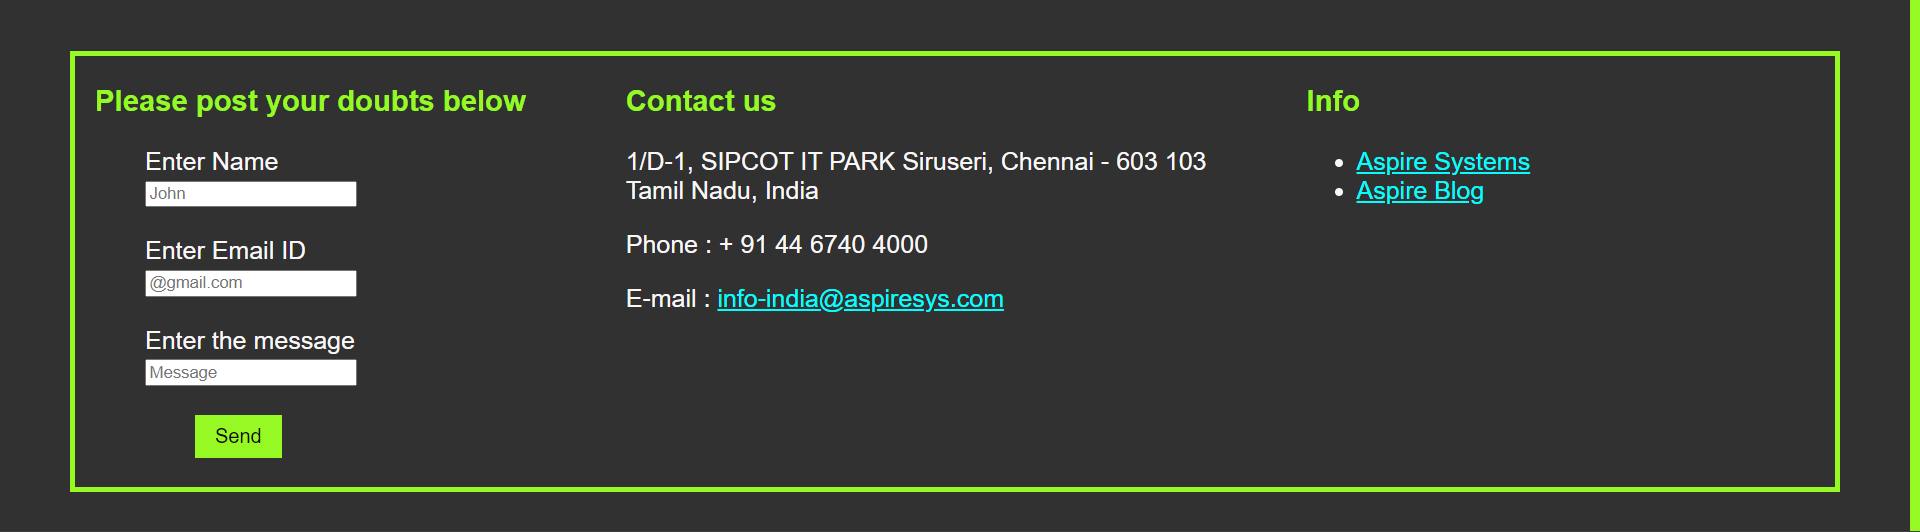 Please post your doubts below
Enter Name
John
Enter Email ID
@gmail.com
Enter the message
Message
Send
Contact us
1/D-1, SIPCOT IT PARK Siruseri, Chennai - 603 103
Tamil Nadu, India
Phone : + 91 44 6740 4000
E-mail : info-india@aspiresys.com
Info
Aspire Systems
Aspire Blog